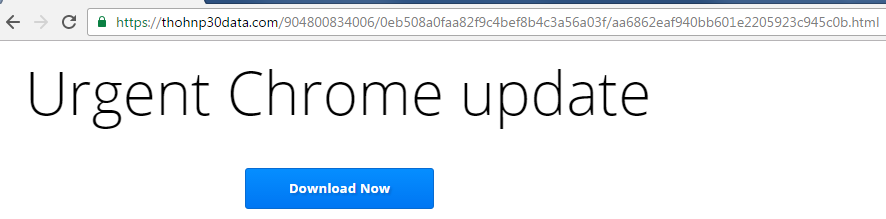 https://thohnp30data.com/904800834006/0eb508a0faa82f9c4bef8b4c3a56a03f/aa6862eaf940bb601e2205923c945c0b.html
Urgent Chrome update
Download Now